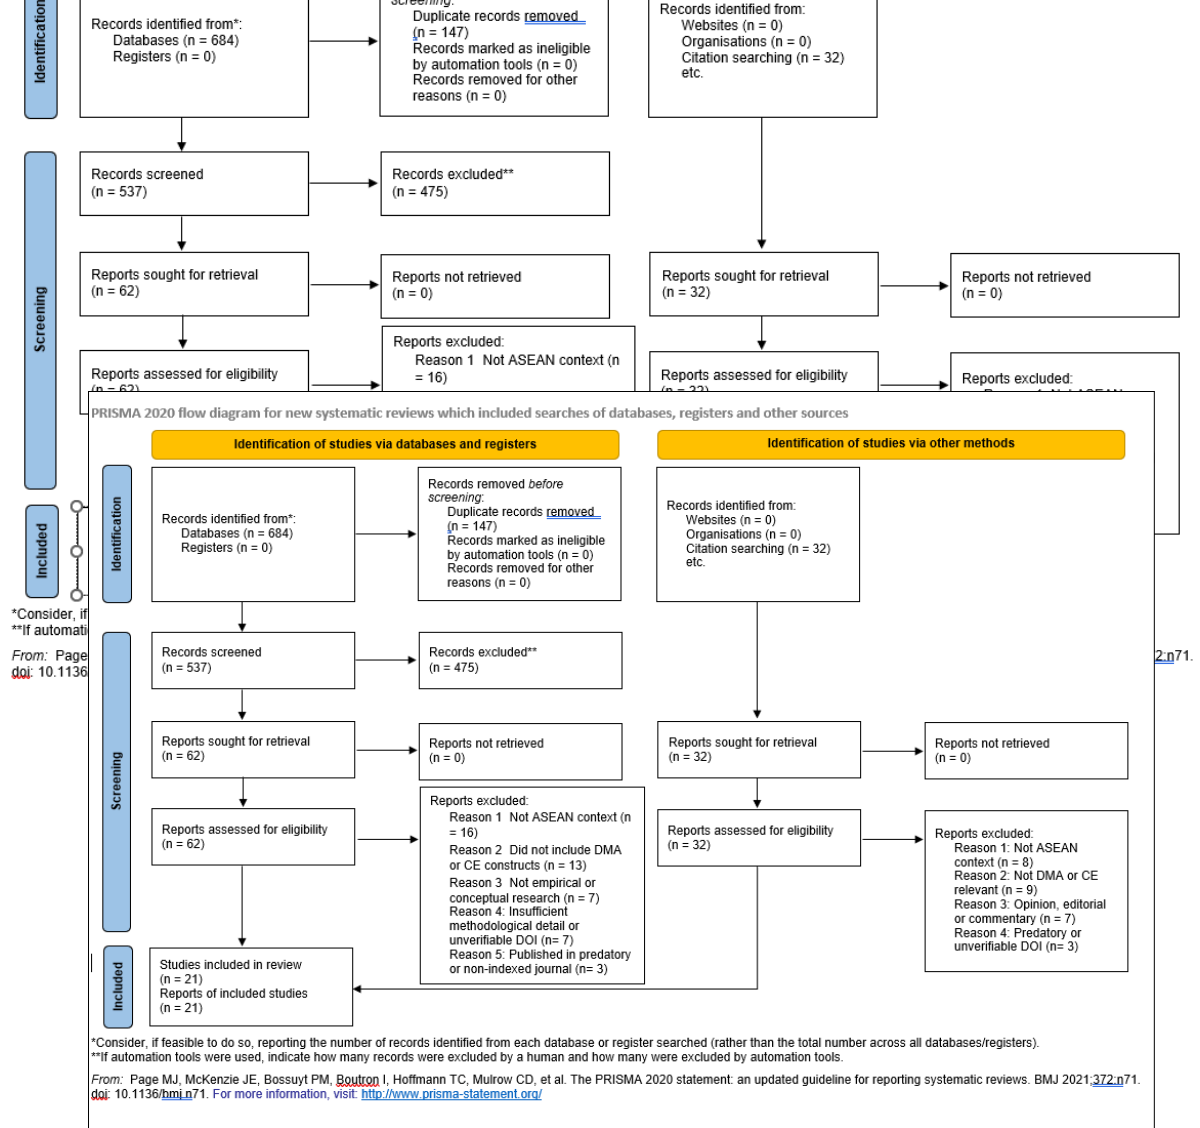 Identification
Records identified from*:
Databases (n = 684)
Registers (n = 0)
screening:
Duplicate records removed
(n = 147)
Records marked as ineligible
by automation tools (n = 0)
Records removed for other
reasons (n = 0)
Records identified from:
Websites (n = 0)
Organisations (n = 0)
Citation searching (n = 32)
etc.
Screening
Records screened
(n = 537)
Records excluded**
(n = 475)
Reports sought for retrieval
(n = 62)
Reports not retrieved
(n = 0)
Reports sought for retrieval
(n = 32)
Reports not retrieved
(n = 0)
Reports assessed for eligibility
(n = 62)
Reports excluded:
Reason 1 Not ASEAN context (n
= 16)
Reports assessed for eligibility
(n = 32)
Reports excluded:
Included
*Consider, if
**If automati
From: Page
doi: 10.1136
2:n71.
PRISMA 2020 flow diagram for new systematic reviews which included searches of databases, registers and other sources
Identification of studies via databases and registers
Identification of studies via other methods
Identification
Records identified from*:
Databases (n = 684)
Registers (n = 0)
Records removed before
screening:
Duplicate records removed
(n = 147)
Records marked as ineligible
by automation tools (n = 0)
Records removed for other
reasons (n = 0)
Records identified from:
Websites (n = 0)
Organisations (n = 0)
Citation searching (n = 32)
etc.
Screening
Records screened
(n = 537)
Records excluded**
(n = 475)
Reports sought for retrieval
(n = 62)
Reports not retrieved
(n = 0)
Reports sought for retrieval
(n = 32)
Reports not retrieved
(n = 0)
Reports assessed for eligibility
(n = 62)
Reports excluded:
Reason 1 Not ASEAN context (n
= 16)
Reason 2 Did not include DMA
or CE constructs (n = 13)
Reason 3 Not empirical or
conceptual research (n = 7)
Reason 4: Insufficient
methodological detail or
unverifiable DOI (n= 7)
Reason 5: Published in predatory
or non-indexed journal (n= 3)
Reports assessed for eligibility
(n = 32)
Reports excluded:
Reason 1: Not ASEAN
context (n = 8)
Reason 2: Not DMA or CE
relevant (n = 9)
Reason 3: Opinion, editorial
or commentary (n = 7)
Reason 4: Predatory or
unverifiable DOI (n= 3)
Included
Studies included in review
(n = 21)
Reports of included studies
(n = 21)
*Consider, if feasible to do so, reporting the number of records identified from each database or register searched (rather than the total number across all databases/registers).
**If automation tools were used, indicate how many records were excluded by a human and how many were excluded by automation tools.
From: Page MJ, McKenzie JE, Bossuyt PM, Boutron I, Hoffmann TC, Mulrow CD, et al. The PRISMA 2020 statement: an updated guideline for reporting systematic reviews. BMJ 2021;372:n71.
doi: 10.1136/bmj.n71. For more information, visit: http://www.prisma-statement.org/